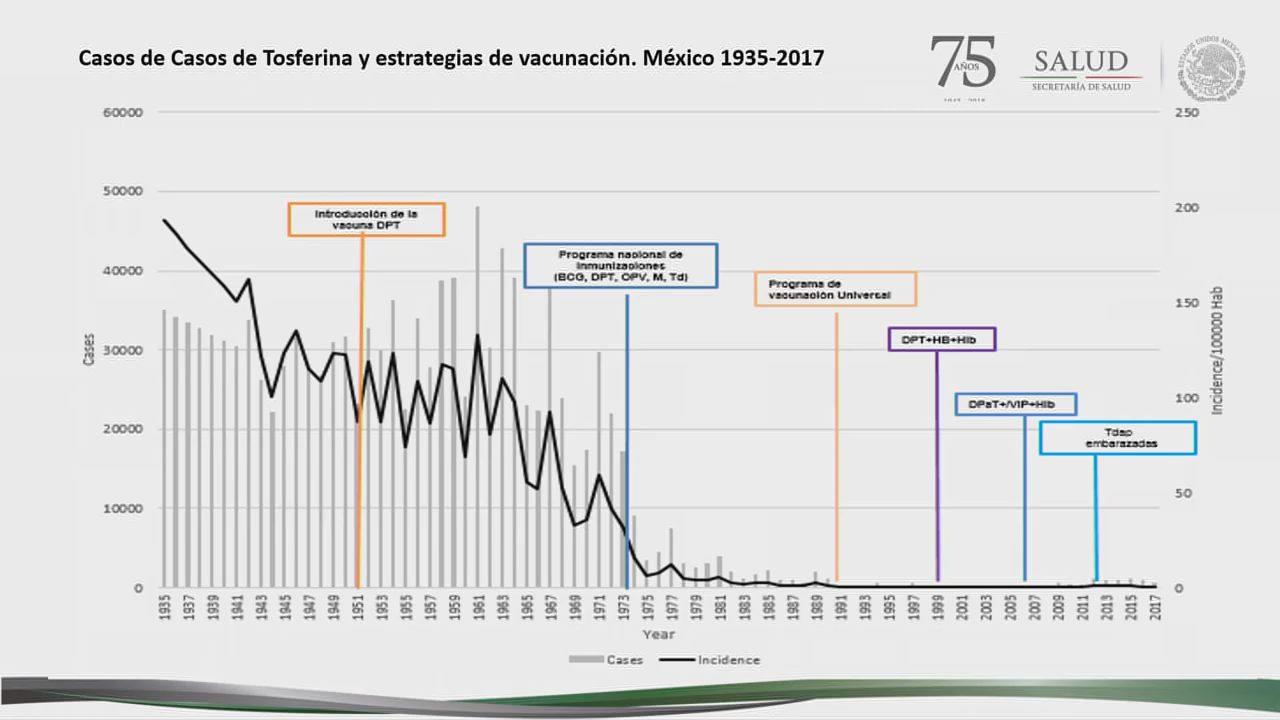 Casos de Casos de Tosferina y estrategias de vacunación. México 1935-2017
75
AÑOS
SALUD
SECRETARÍA DE SALUD
ESTADOS UNIDOS MEXICANOS
60000
50000
40000
30000
20000
10000
0
Cases
250
200
150
100
50
0
Incidence/100000 Hab
Introducción de la
vacuna DPT
Programa nacional de
inmunizaciones
(BCG, DPT, OPV, M, Td)
Programa de
vacunación Universal
DPT+HB+Hib
DPaT+/VIP+Hib
Tdap
embarazadas
1935 1937 1939 1941 1943 1945 1947 1949 1951 1953 1955 1957 1959 1961 1963 1965 1967 1969 1971 1973 1975 1977 1979 1981 1983 1985 1987 1989 1991 1993 1995 1997 1999 2001 2003 2005 2007 2009 2011 2013 2015 2017
Year
Cases Incidence